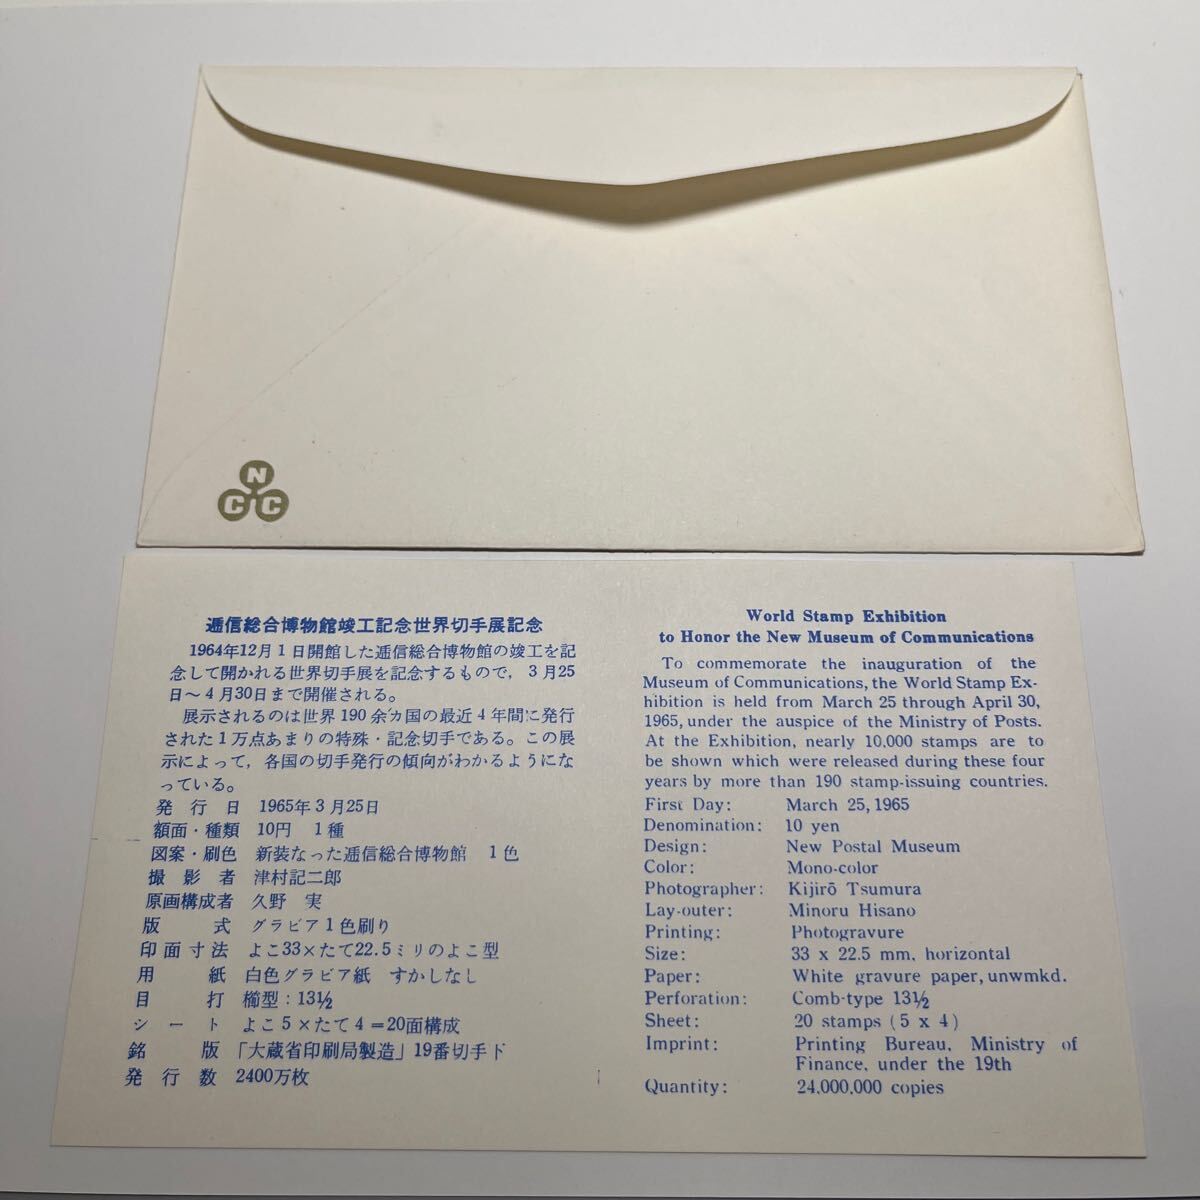 N
C C
逓信総合博物館竣工記念世界切手展記念
1964年12月1日開館した逓信総合博物館の竣工を記
念して開かれる世界切手展を記念するもので，3月25
日〜4月30日まで開催される。
展示されるのは世界190余ヵ国の最近4年間に発行
された1万点あまりの特殊・記念切手である。この展
示によって，各国の切手発行の傾向がわかるようにな
っている。
発行日 1965年3月25日
額面・種類 10円 1種
図案・刷色 新装なった逓信総合博物館 1色
撮影者 津村記二郎
原画構成者 久野 実
版式 グラビア1色刷り
印面寸法 よこ33×たて22.5ミリのよこ型
用紙 白色グラビア紙 すかしなし
目打 櫛型：13½
シート よこ5×たて4＝20面構成
銘版 「大蔵省印刷局製造」19番切手下
発行数 2400万枚
World Stamp Exhibition
to Honor the New Museum of Communications
To commemorate the inauguration of the
Museum of Communications, the World Stamp Ex-
hibition is held from March 25 through April 30,
1965, under the auspice of the Ministry of Posts.
At the Exhibition, nearly 10,000 stamps are to
be shown which were released during these four
years by more than 190 stamp-issuing countries.
First Day: March 25, 1965
Denomination: 10 yen
Design: New Postal Museum
Color: Mono-color
Photographer: Kijirō Tsumura
Lay-outer: Minoru Hisano
Printing: Photogravure
Size: 33 x 22.5 mm, horizontal
Paper: White gravure paper, unwmkd.
Perforation: Comb-type 13½
Sheet: 20 stamps (5 x 4)
Imprint: Printing Bureau, Ministry of
Finance, under the 19th
Quantity: 24,000,000 copies